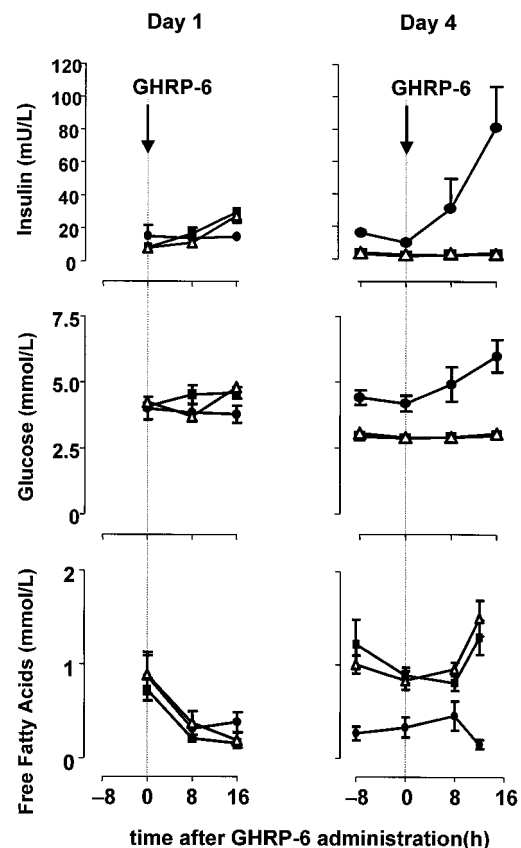 Day 1
Day 4
Insulin (mU/L)
120
100
80
60
40
20
0
GHRP-6
GHRP-6
Glucose (mmol/L)
7.5
5.0
2.5
0
Free Fatty Acids (mmol/L)
2
1
0
–8 0 8 16
–8 0 8 16
time after GHRP-6 administration(h)